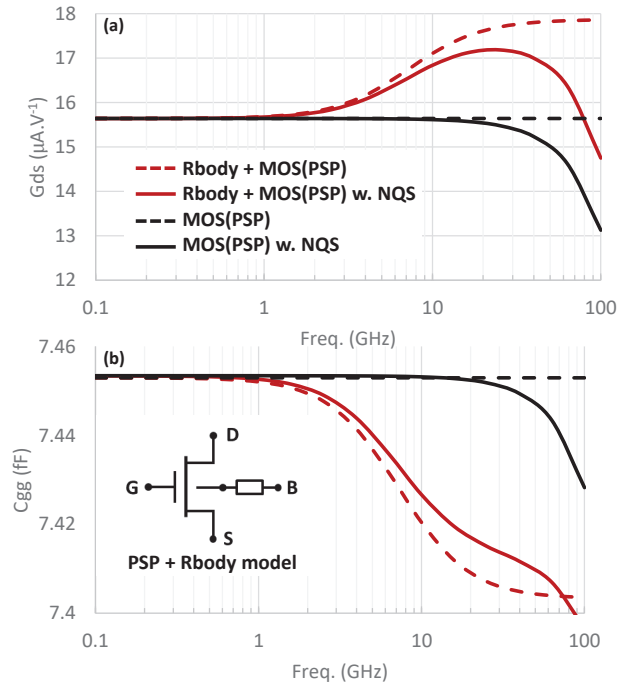 18
(a)
17
16
15
14
13
12
Gds (µA.V⁻¹)
Rbody + MOS(PSP)
Rbody + MOS(PSP) w. NQS
MOS(PSP)
MOS(PSP) w. NQS
0.1 1 10 100
Freq. (GHz)
7.46
(b)
7.44
7.42
7.4
Cgg (fF)
D
G
B
S
PSP + Rbody model
0.1 1 10 100
Freq. (GHz)